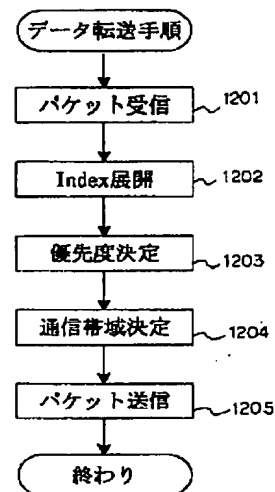 データ転送手順
パケット受信 1201
Index展開 1202
優先度決定 1203
通信帯域決定 1204
パケット送信 1205
終わり